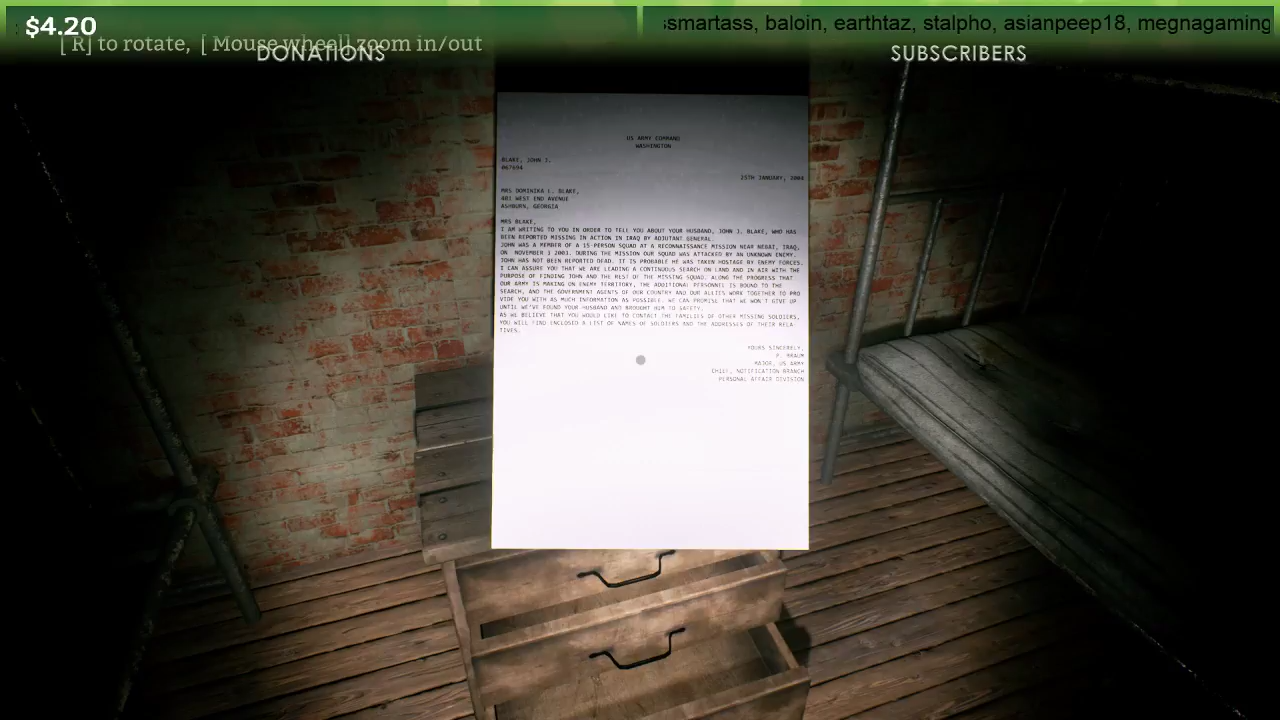 $4.20
ssmartass, baloin, earthtaz, stalpho, asianpeep18, megnagaming
[ R] to rotate, [ Mouse wheel] zoom in/out
DONATIONS
SUBSCRIBERS
US ARMY COMMAND
WASHINGTON
BLAKE, JOHN J.
067694
25TH JANUARY, 2004
MRS DOMINIKA L. BLAKE,
401 WEST END AVENUE
ASHBURN, GEORGIA
MRS BLAKE,
I AM WRITING TO YOU IN ORDER TO TELL YOU ABOUT YOUR HUSBAND, JOHN J. BLAKE, WHO HAS
BEEN REPORTED MISSING IN ACTION IN IRAQ BY ADJUTANT GENERAL.
JOHN WAS A MEMBER OF A 15-PERSON SQUAD AT A RECONNAISSANCE MISSION NEAR NEBAI, IRAQ,
ON NOVEMBER 1 2003. DURING THE MISSION OUR SQUAD WAS ATTACKED BY AN UNKNOWN ENEMY.
JOHN HAS NOT BEEN REPORTED DEAD. IT IS PROBABLE HE WAS TAKEN HOSTAGE BY ENEMY FORCES.
I CAN ASSURE YOU THAT WE ARE LEADING A CONTINUOUS SEARCH ON LAND AND IN AIR WITH THE
PURPOSE OF FINDING JOHN AND THE REST OF THE MISSING SQUAD. ALONG THE PROGRESS THAT
OUR ARMY IS MAKING ON ENEMY TERRITORY, THE ADDITIONAL PERSONNEL IS BOUND TO THE
SEARCH, AND THE GOVERNMENT AGENTS OF OUR COUNTRY AND OUR ALLIES WORK TOGETHER TO PRO
VIDE YOU WITH AS MUCH INFORMATION AS POSSIBLE. WE CAN PROMISE THAT WE WON'T GIVE UP
UNTIL WE'VE FOUND YOUR HUSBAND AND BROUGHT HIM TO SAFETY.
AS WE BELIEVE THAT YOU WOULD LIKE TO CONTACT THE FAMILIES OF OTHER MISSING SOLDIERS,
YOU WILL FIND ENCLOSED A LIST OF NAMES OF SOLDIERS AND THE ADDRESSES OF THEIR RELA-
TIVES.
YOURS SINCERELY,
P. BRAUM
MAJOR, US ARMY
CHIEF, NOTIFICATION BRANCH
PERSONAL AFFAIR DIVISION